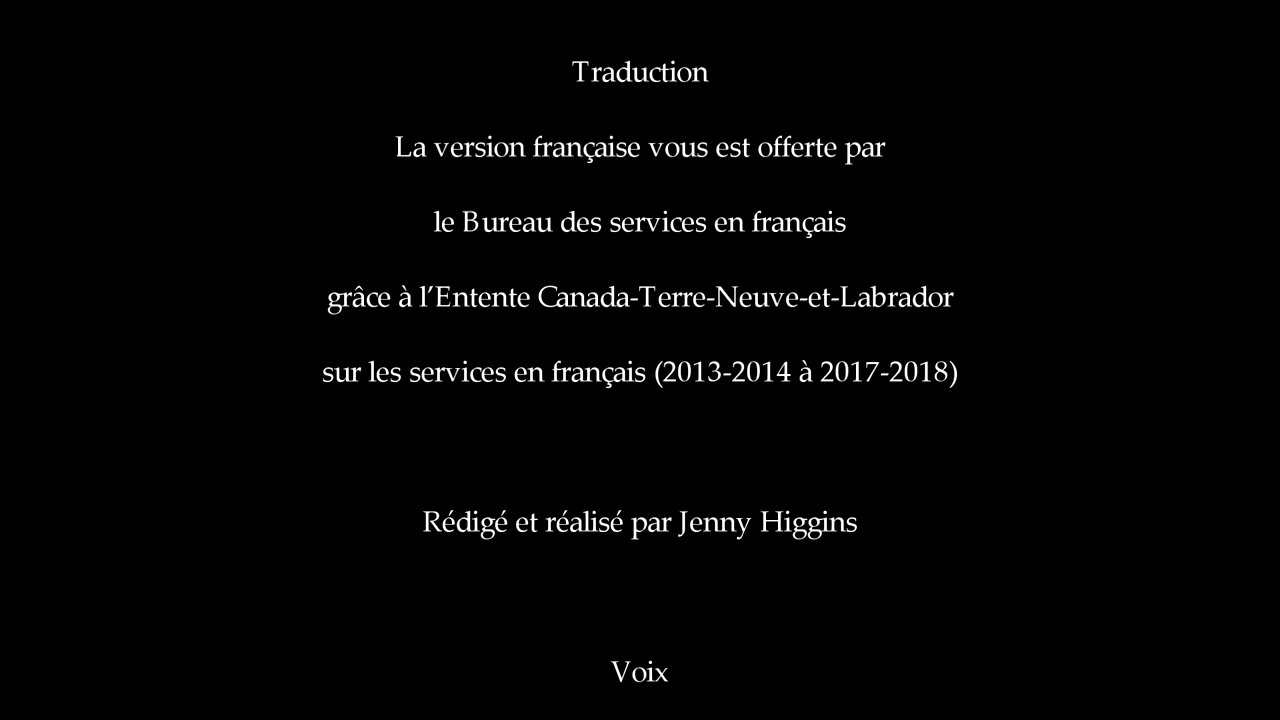 Traduction
La version française vous est offerte par
le Bureau des services en français
grâce à l’Entente Canada-Terre-Neuve-et-Labrador
sur les services en français (2013-2014 à 2017-2018)
Rédigé et réalisé par Jenny Higgins
Voix